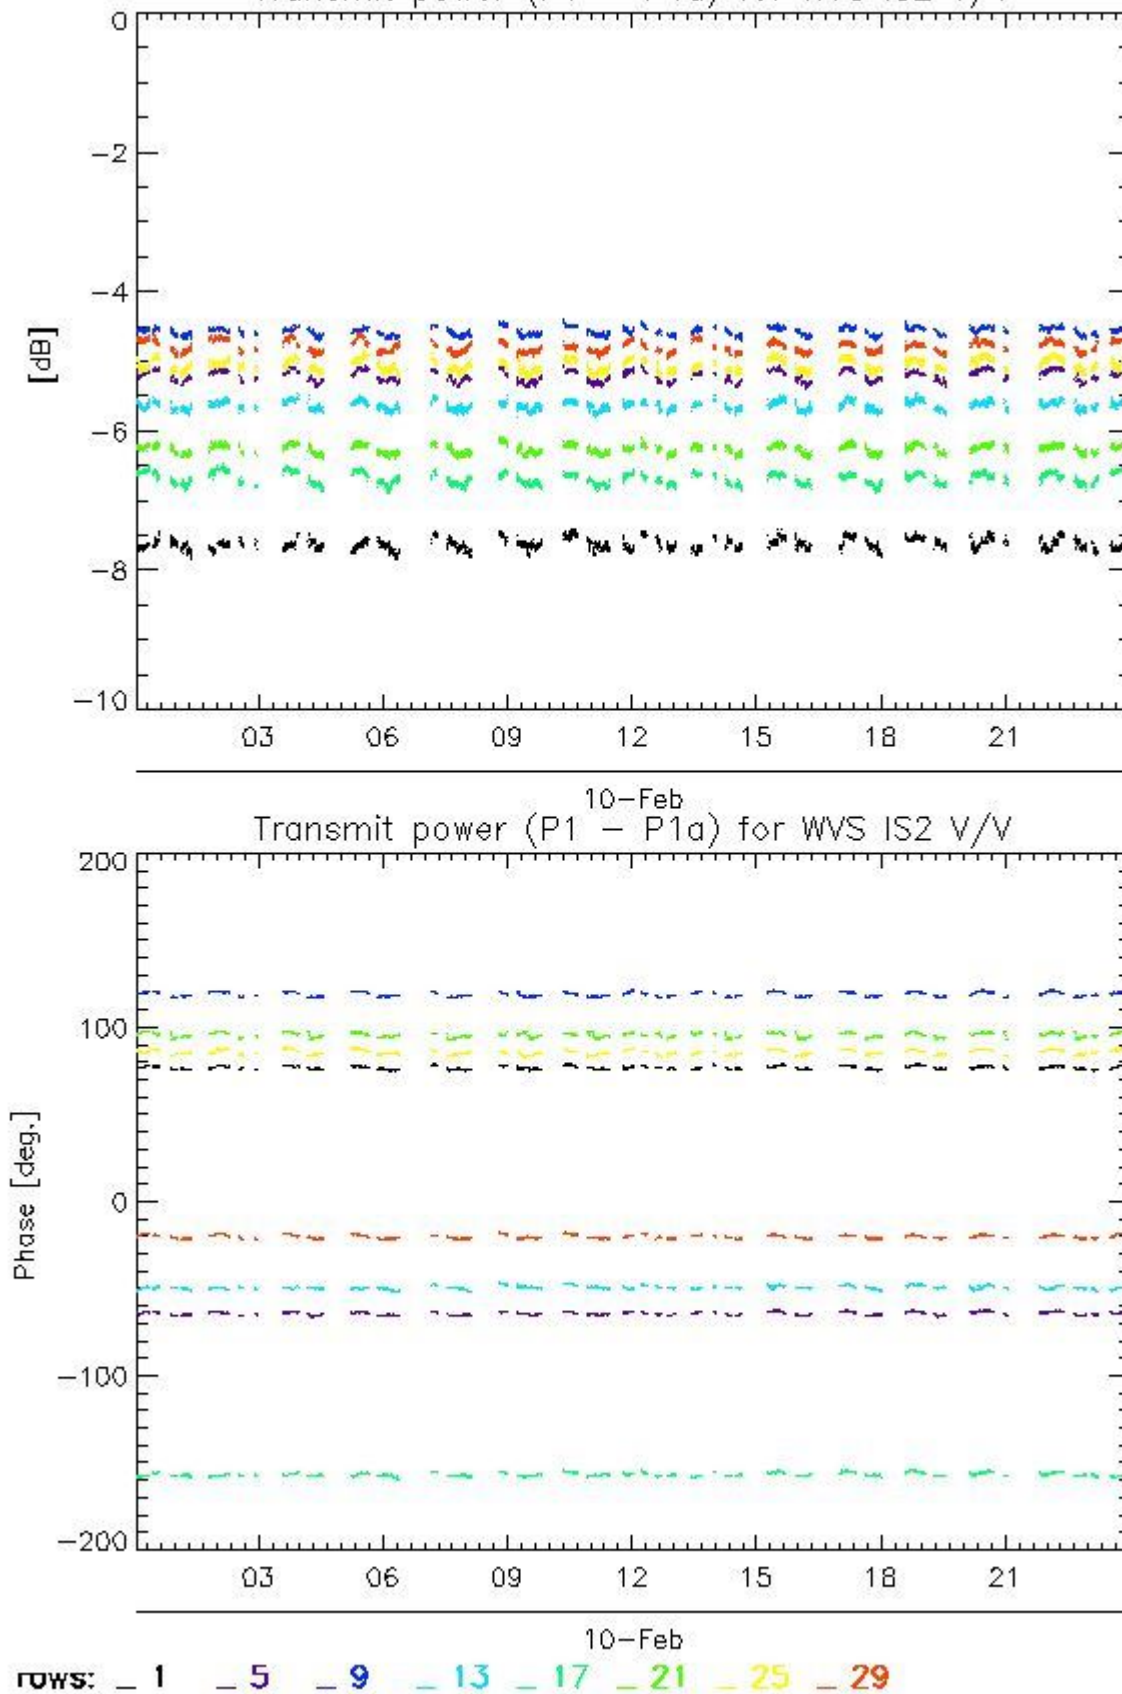 0
−2
−4
[dB]
−6
−8
−10
03 06 09 12 15 18 21
10−Feb
Transmit power (P1 − P1a) for WVS IS2 V/V
200
100
Phase [deg.]
0
−100
−200
03 06 09 12 15 18 21
10−Feb
rows: _ 1 _ 5 _ 9 _ 13 _ 17 _ 21 _ 25 _ 29